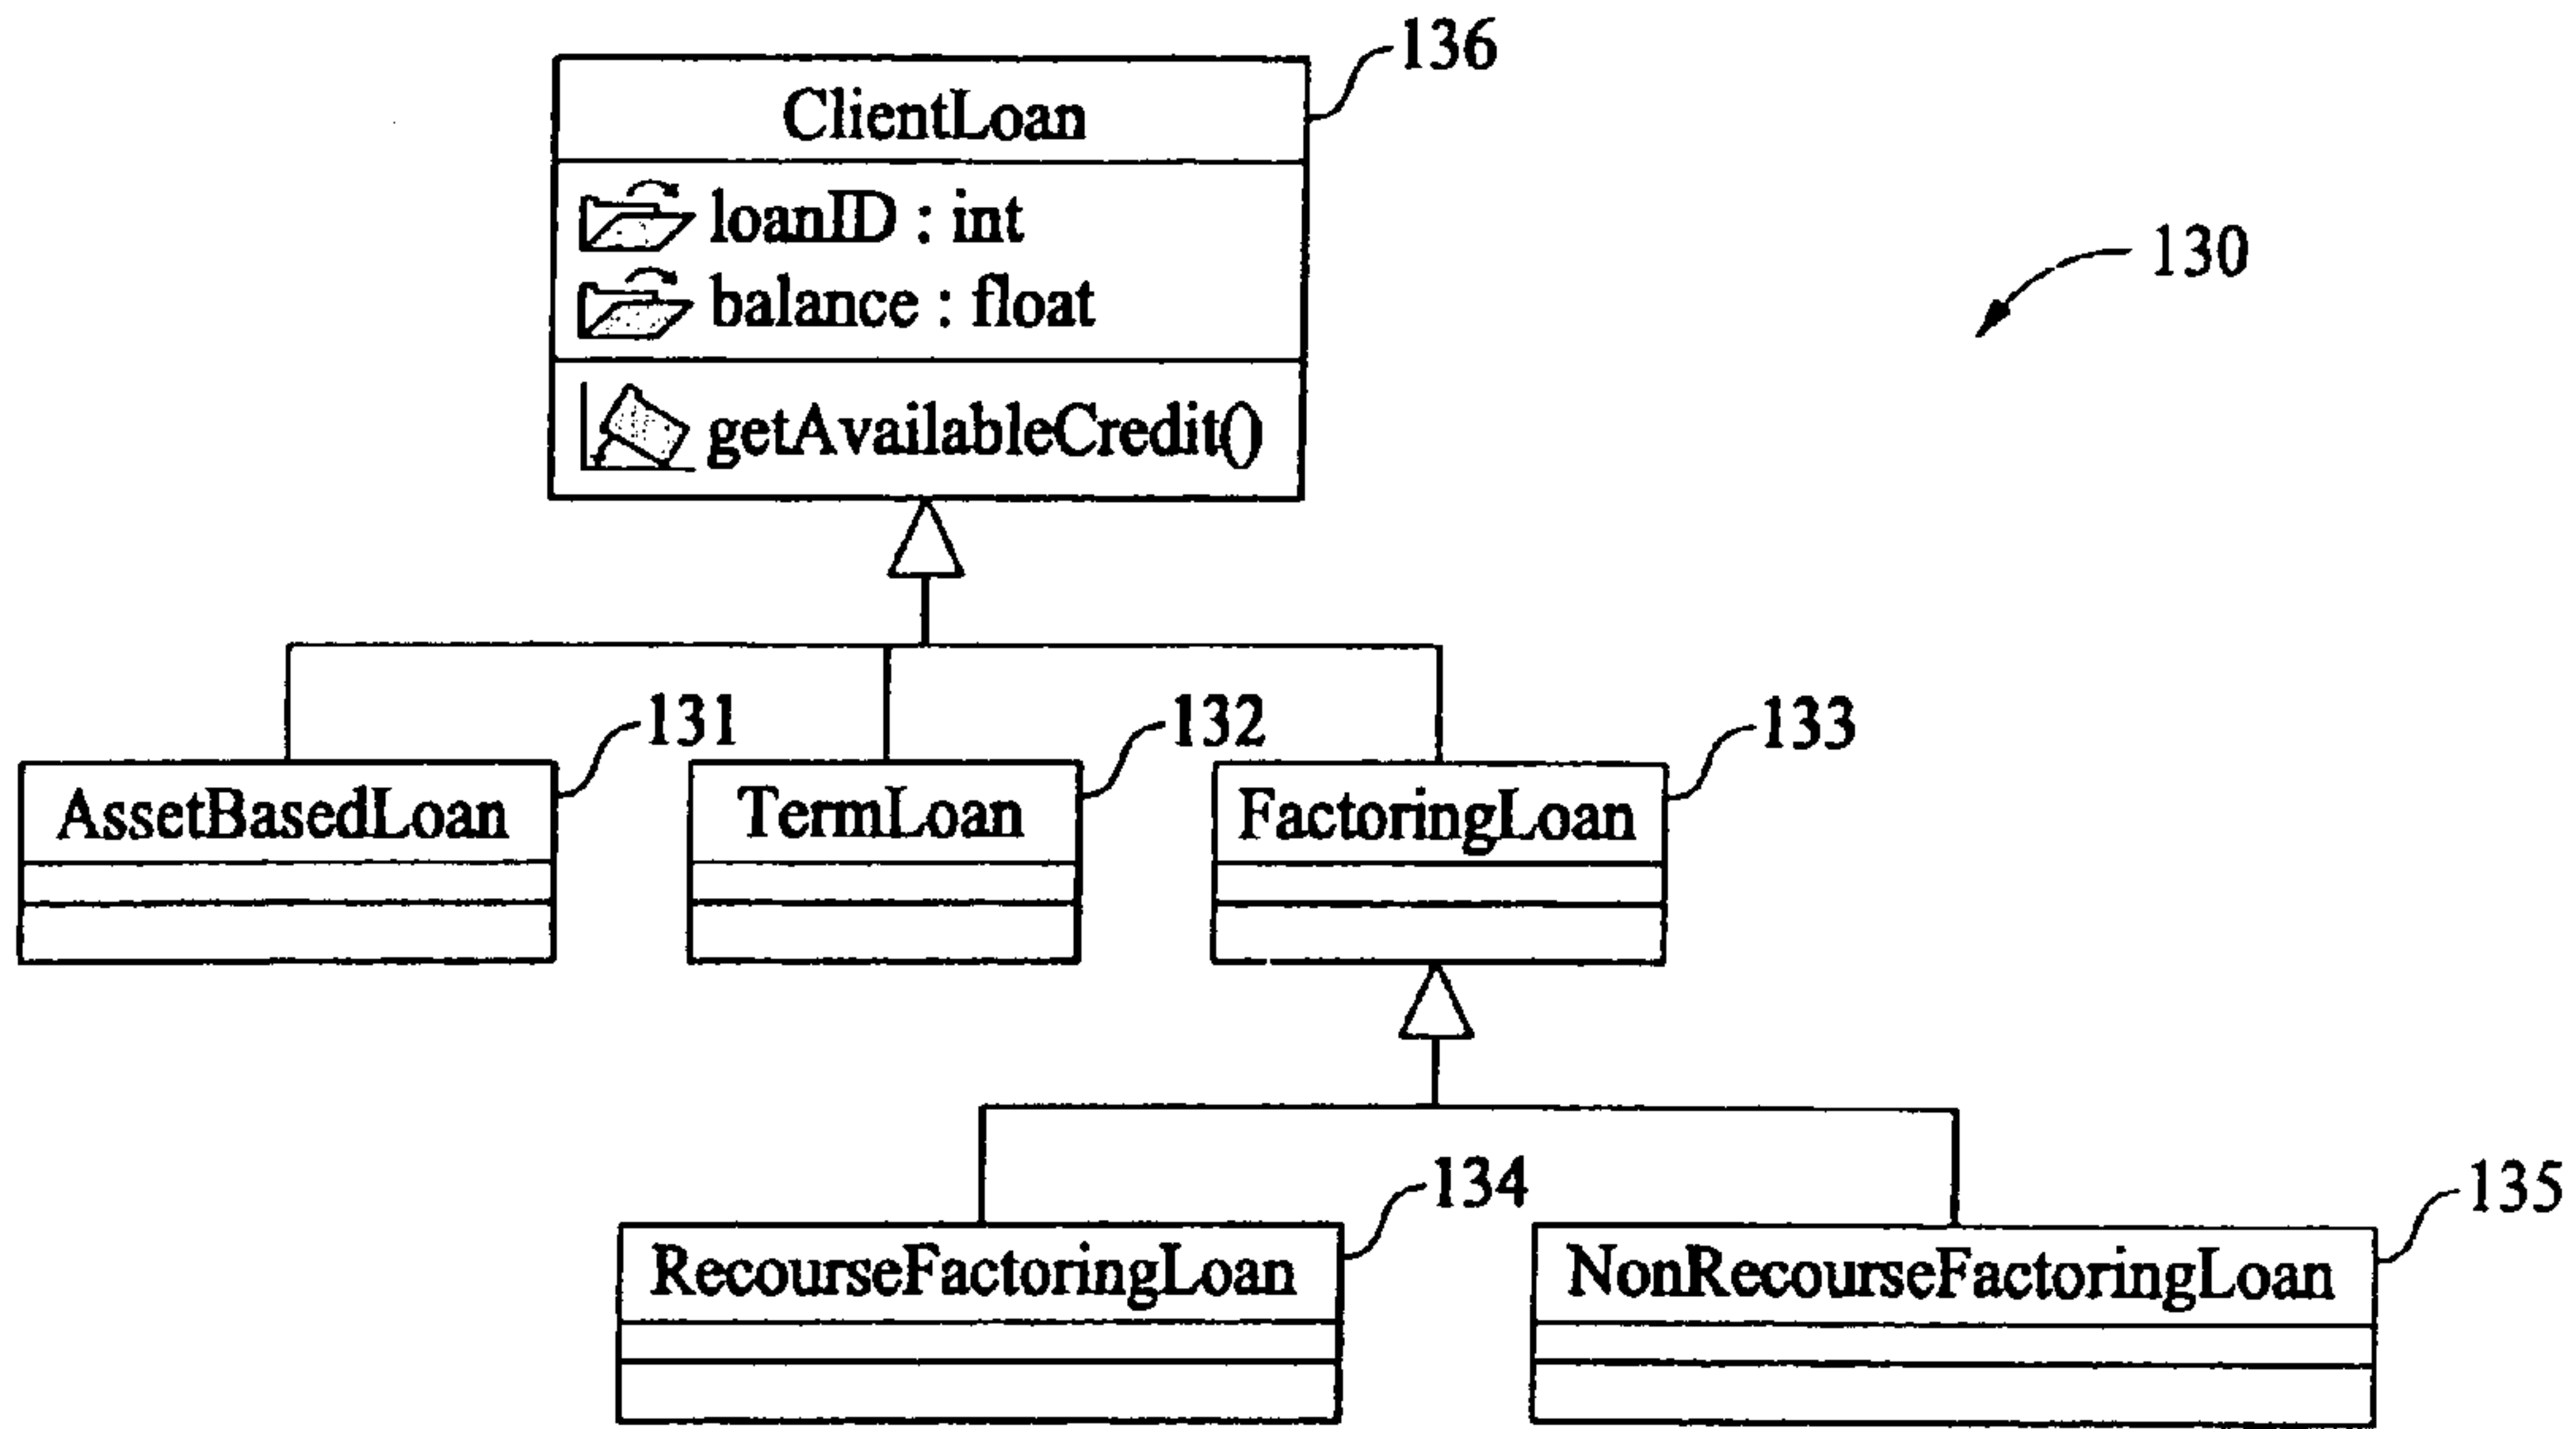 136
ClientLoan
loanID : int
balance : float
getAvailableCredit()
130
131
132
133
AssetBasedLoan
TermLoan
FactoringLoan
134
135
RecourseFactoringLoan
NonRecourseFactoringLoan